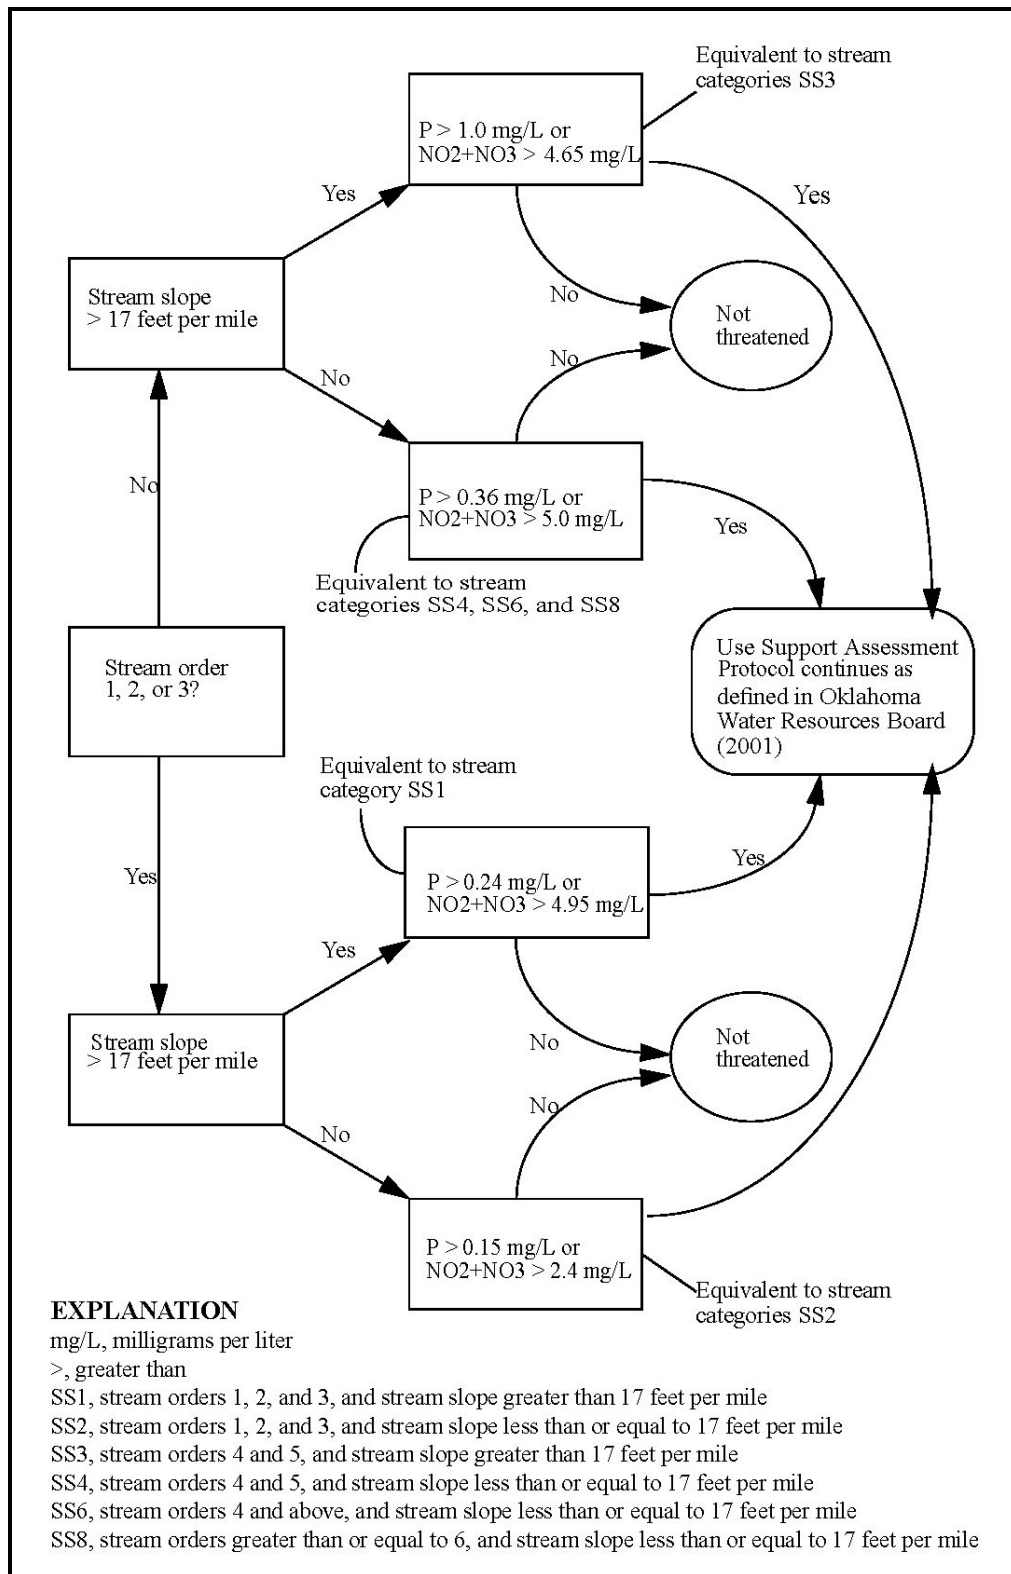 Equivalent to stream
categories SS3
P > 1.0 mg/L or
NO2+NO3 > 4.65 mg/L
Yes
Yes
Stream slope
> 17 feet per mile
No
Not
threatened
No
No
P > 0.36 mg/L or
NO2+NO3 > 5.0 mg/L
Yes
No
Equivalent to stream
categories SS4, SS6, and SS8
Stream order
1, 2, or 3?
Use Support Assessment
Protocol continues as
defined in Oklahoma
Water Resources Board
(2001)
Equivalent to stream
category SS1
P > 0.24 mg/L or
NO2+NO3 > 4.95 mg/L
Yes
Yes
Yes
Stream slope
> 17 feet per mile
No
Not
threatened
No
No
P > 0.15 mg/L or
NO2+NO3 > 2.4 mg/L
Equivalent to stream
categories SS2
EXPLANATION
mg/L, milligrams per liter
>, greater than
SS1, stream orders 1, 2, and 3, and stream slope greater than 17 feet per mile
SS2, stream orders 1, 2, and 3, and stream slope less than or equal to 17 feet per mile
SS3, stream orders 4 and 5, and stream slope greater than 17 feet per mile
SS4, stream orders 4 and 5, and stream slope less than or equal to 17 feet per mile
SS6, stream orders 4 and above, and stream slope less than or equal to 17 feet per mile
SS8, stream orders greater than or equal to 6, and stream slope less than or equal to 17 feet per mile